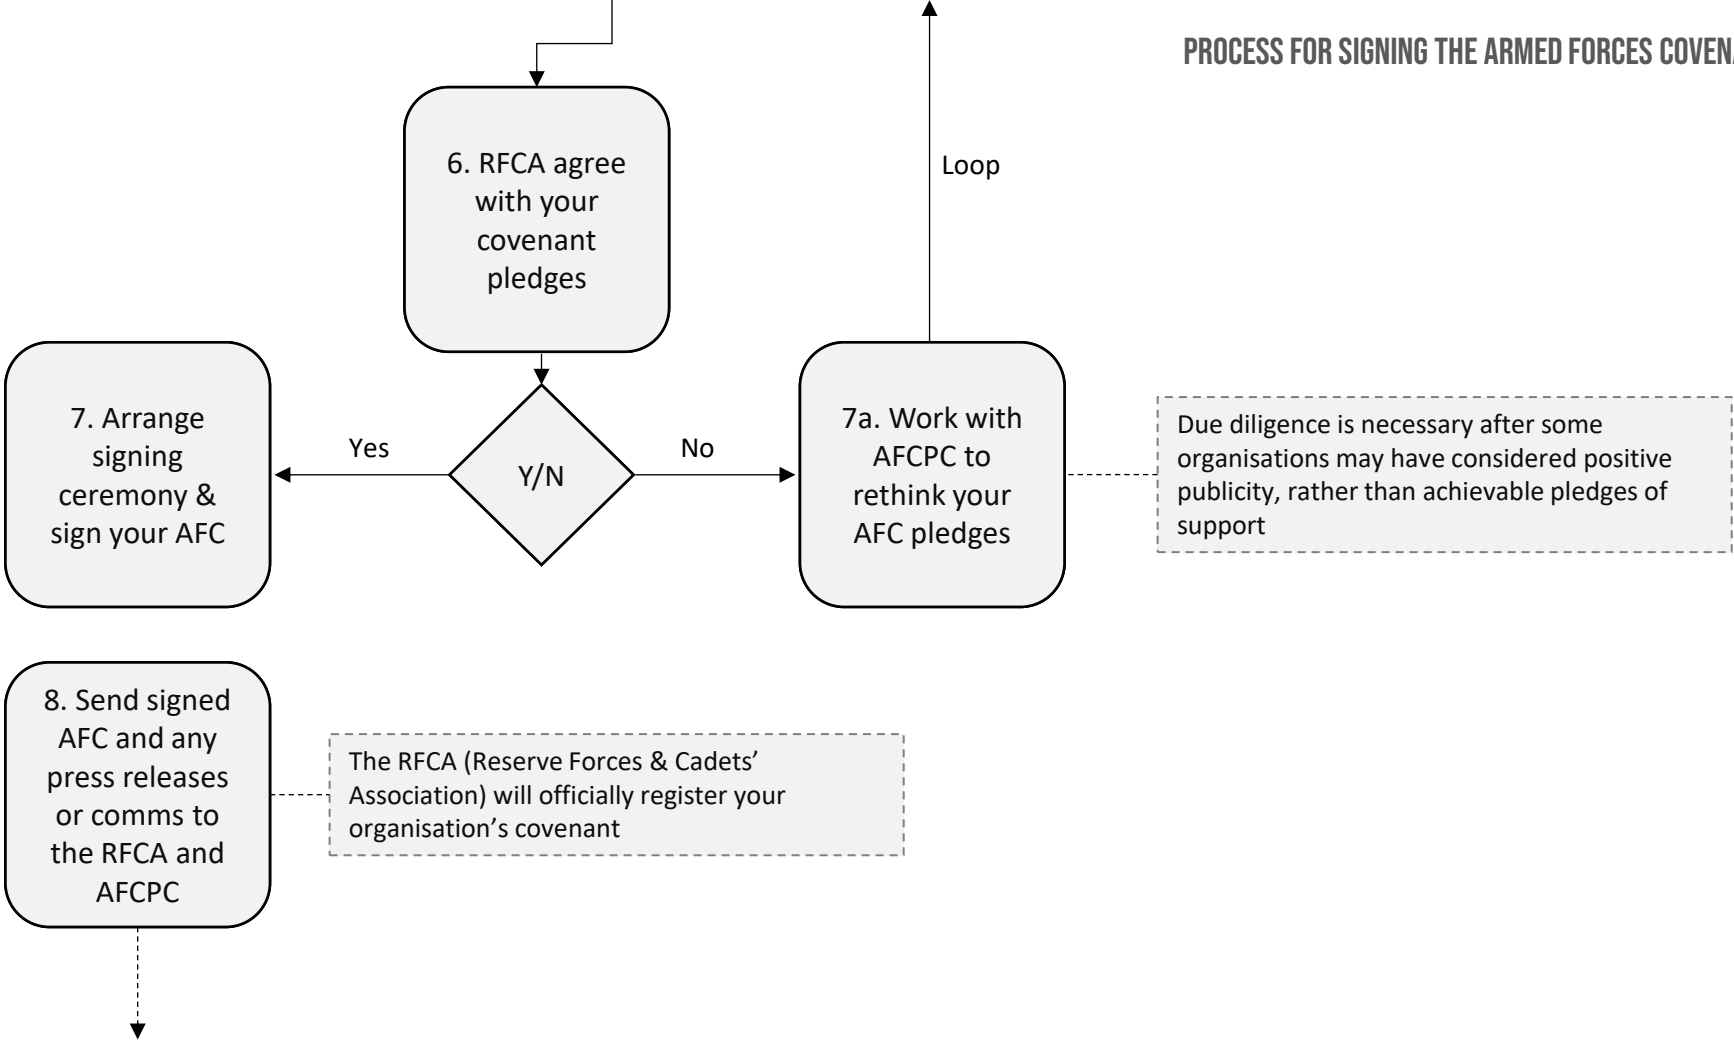 PROCESS FOR SIGNING THE ARMED FORCES
6. RFCA agree
with your
covenant
pledges
Loop
7. Arrange
signing
ceremony &
sign your AFC
Yes
Y/N
No
7a. Work with
AFCPC to
rethink your
AFC pledges
Due diligence is necessary after some
organisations may have considered positive
publicity, rather than achievable pledges of
support
8. Send signed
AFC and any
press releases
or comms to
the RFCA and
AFCPC
The RFCA (Reserve Forces & Cadets’
Association) will officially register your
organisation’s covenant